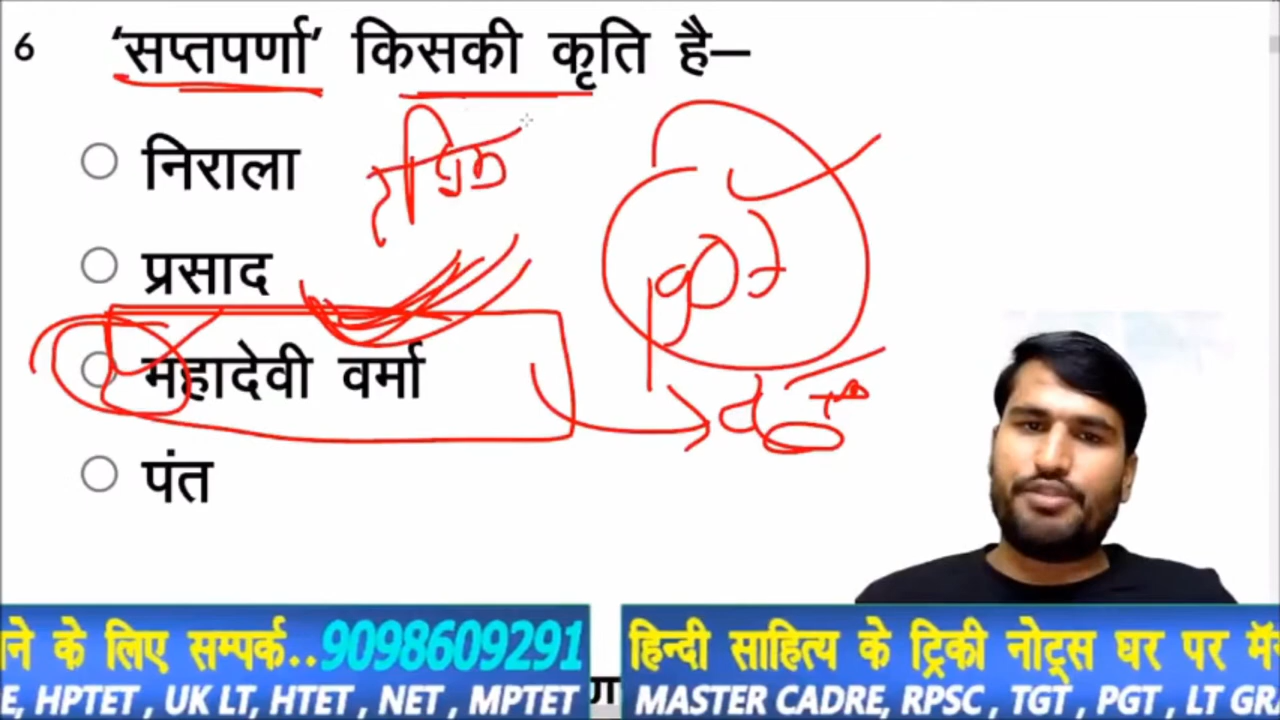 6 ‘सप्तपर्णा’ किसकी कृति है—
निराला
प्रसाद
महादेवी वर्मा
पंत
ने के लिए सम्पर्क..9098609291 हिन्दी साहित्य के ट्रिकी नोट्स घर पर मँ
E, HPTET , UK LT, HTET , NET , MPTET MASTER CADRE, RPSC , TGT , PGT , LT GRA